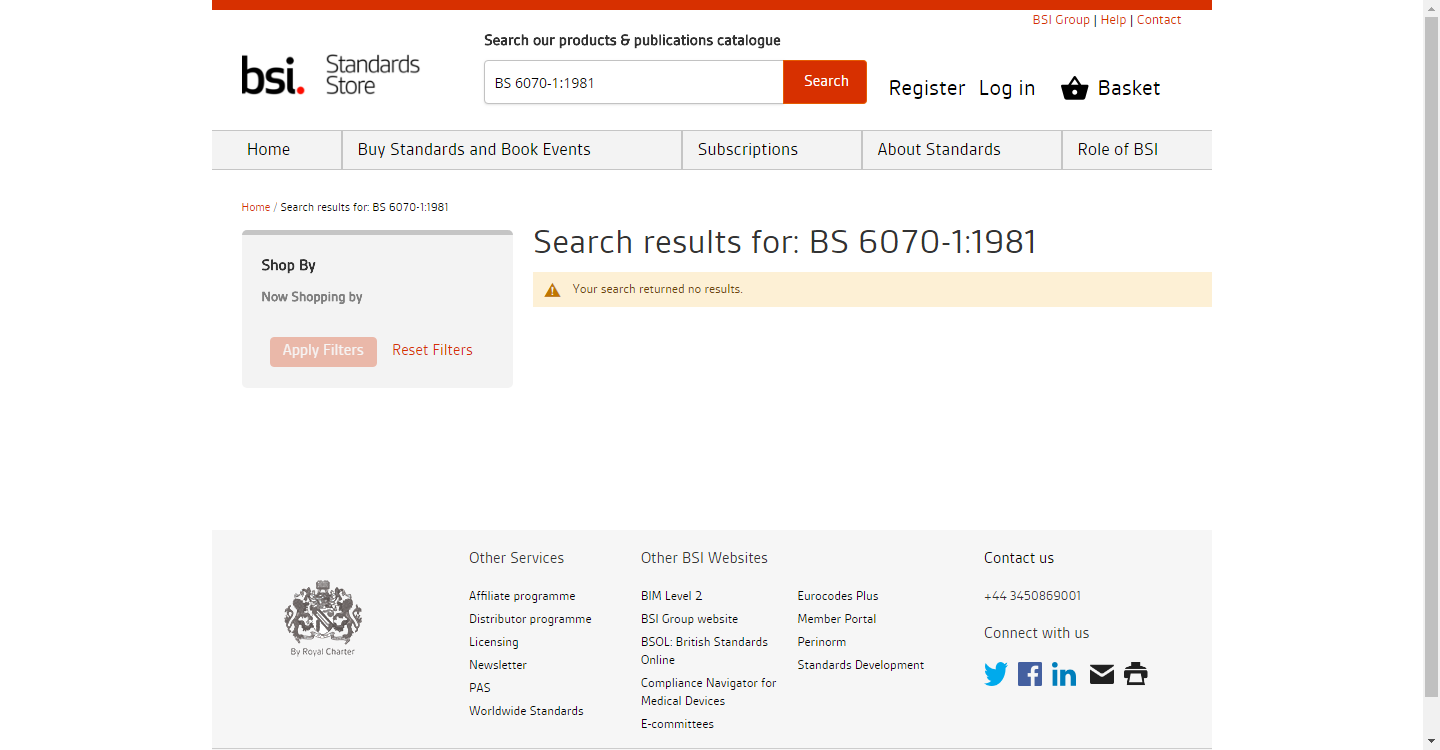 BSI Group | Help | Contact
Search our products & publications catalogue
bsi. Standards Store
BS 6070-1:1981
Search
Register Log in Basket
Home Buy Standards and Book Events Subscriptions About Standards Role of BSI
Home / Search results for: BS 6070-1:1981
Shop By
Now Shopping by
Apply Filters Reset Filters
Search results for: BS 6070-1:1981
Your search returned no results.
By Royal Charter
Other Services
Affiliate programme
Distributor programme
Licensing
Newsletter
PAS
Worldwide Standards
Other BSI Websites
BIM Level 2
BSI Group website
BSOL: British Standards
Online
Compliance Navigator for
Medical Devices
E-committees
Eurocodes Plus
Member Portal
Perinorm
Standards Development
Contact us
+44 3450869001
Connect with us